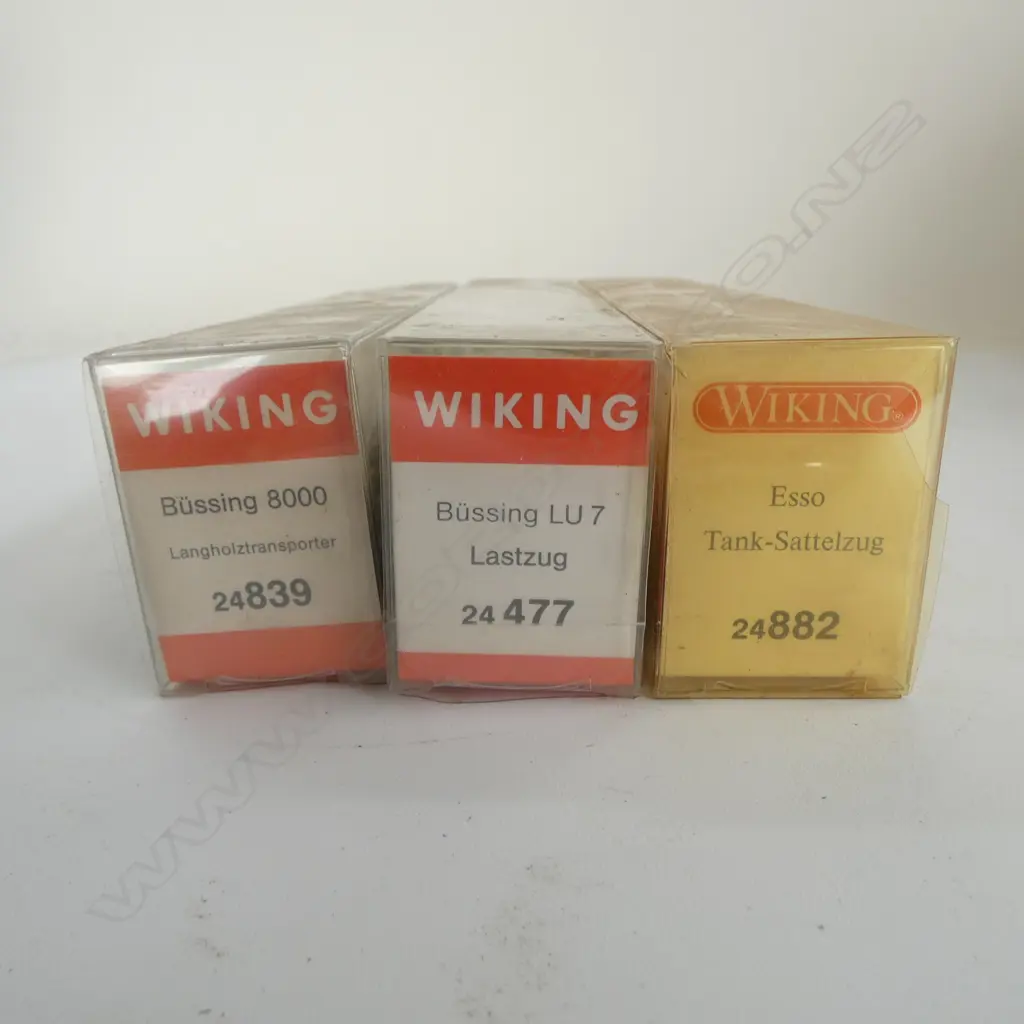 WIKING
Büssing 8000
Langholztransporter
24839
WIKING
Büssing LU 7
Lastzug
24 477
WIKING®
Esso
Tank-Sattelzug
24882